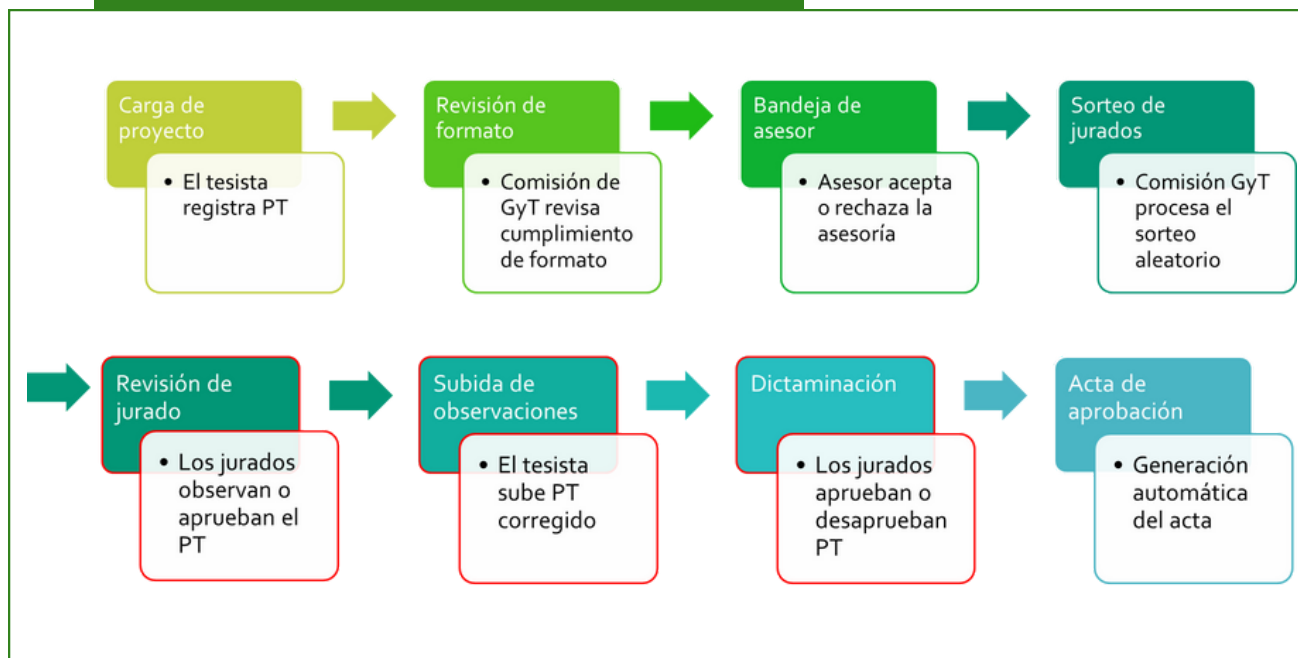 Carga de
proyecto
• El tesista
registra PT
Revisión de
formato
• Comisión de
GyT revisa
cumplimiento
de formato
Bandeja de
asesor
• Asesor acepta
o rechaza la
asesoría
Sorteo de
jurados
• Comisión GyT
procesa el
sorteo
aleatorio
Revisión de
jurado
• Los jurados
observan o
aprueban el
PT
Subida de
observaciones
• El tesista
sube PT
corregido
Dictaminación
• Los jurados
aprueban o
desaprueban
PT
Acta de
aprobación
• Generación
automática
del acta